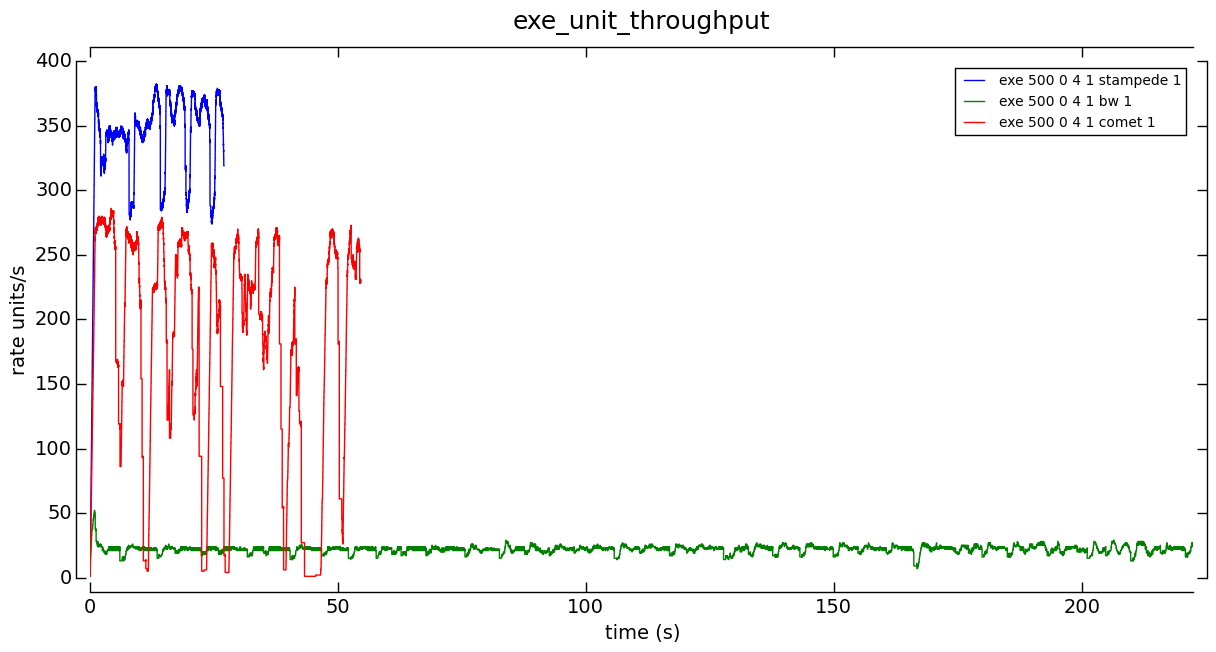 exe_unit_throughput
400
350
300
250
200
150
100
50
0
rate units/s
exe 500 0 4 1 stampede 1
exe 500 0 4 1 bw 1
exe 500 0 4 1 comet 1
0 50 100 150 200
time (s)